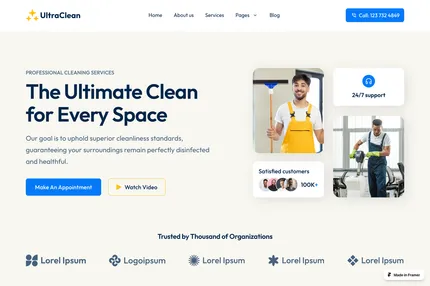 UltraClean
Home
About us
Services
Pages
Blog
Call: 123 732 4849
PROFESSIONAL CLEANING SERVICES
The Ultimate Clean
for Every Space
Our goal is to uphold superior cleanliness standards,
guaranteeing your surroundings remain perfectly disinfected
and healthful.
Make An Appointment
Watch Video
24/7 support
Satisfied customers
100K+
Trusted by Thousand of Organizations
Lorel Ipsum
Logoipsum
Lorel Ipsum
Lorel Ipsum
Lorel Ipsum
Made in Framer